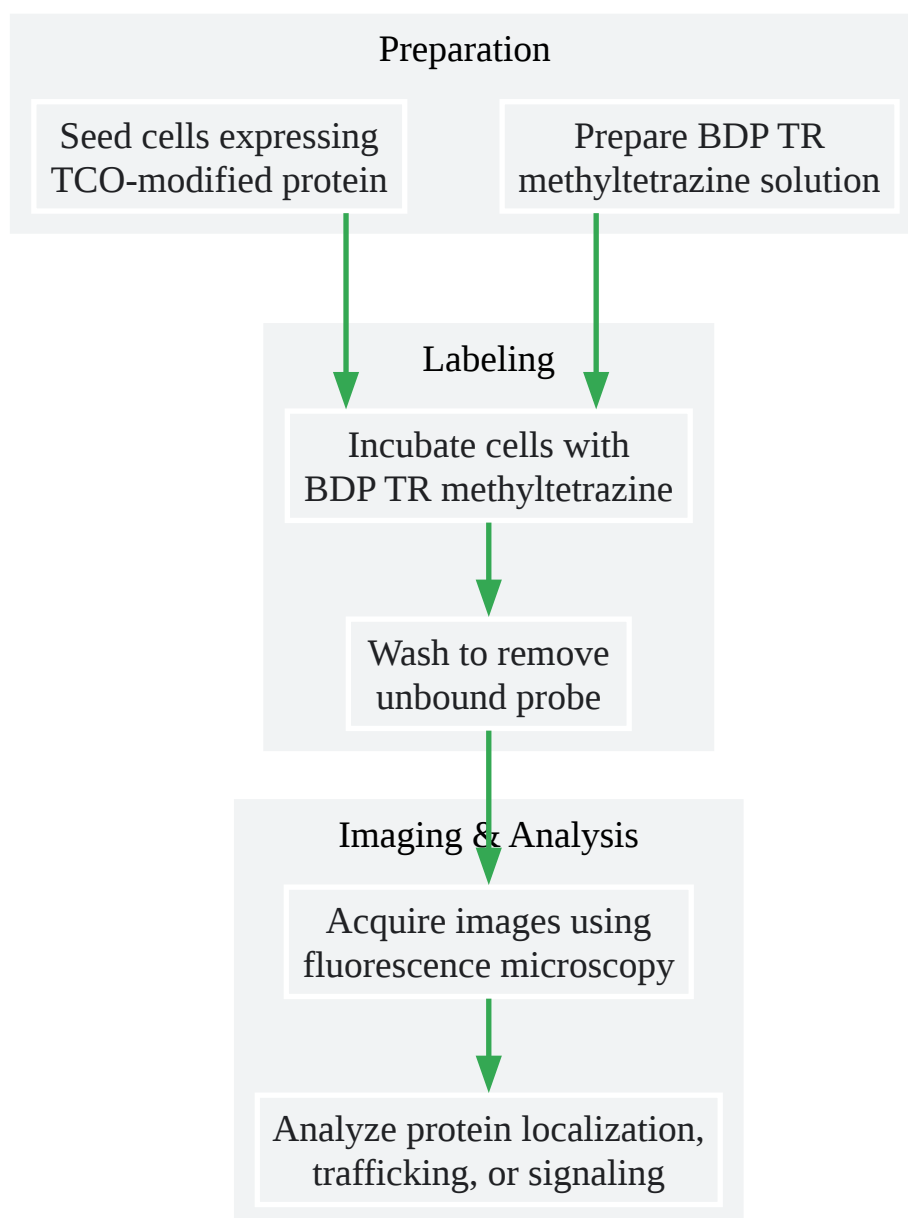 Preparation
Seed cells expressing
TCO-modified protein
Prepare BDP TR
methyltetrazine solution
Labeling
Incubate cells with
BDP TR methyltetrazine
Wash to remove
unbound probe
Imaging & Analysis
Acquire images using
fluorescence microscopy
Analyze protein localization,
trafficking, or signaling